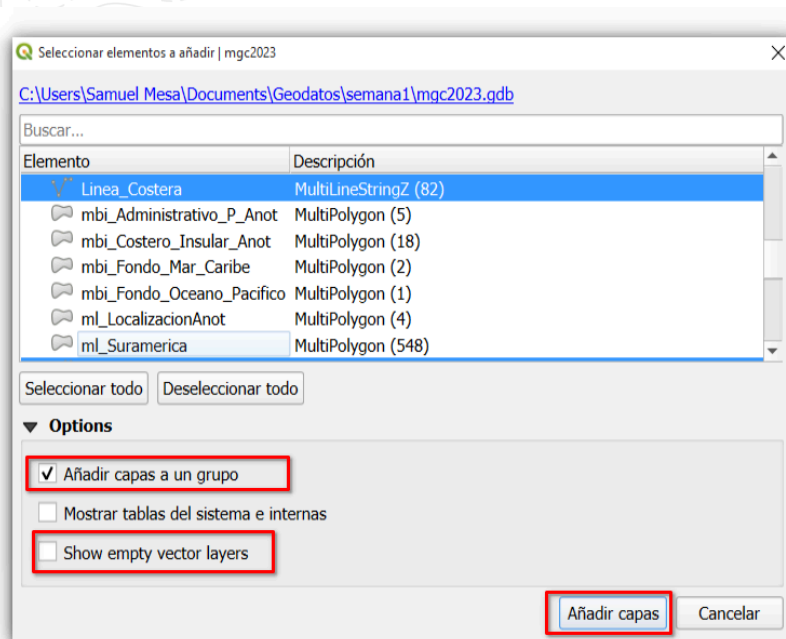 Seleccionar elementos a añadir | mgc2023
C:\Users\Samuel Mesa\Documents\Geodatos\semana1\mgc2023.gdb
Buscar...
Elemento Descripción
Linea_Costera MultiLineStringZ (82)
mbi_Administrativo_P_Anot MultiPolygon (5)
mbi_Costero_Insular_Anot MultiPolygon (18)
mbi_Fondo_Mar_Caribe MultiPolygon (2)
mbi_Fondo_Oceano_Pacifico MultiPolygon (1)
ml_LocalizacionAnot MultiPolygon (4)
ml_Suramerica MultiPolygon (548)
Seleccionar todo Deseleccionar todo
Options
Añadir capas a un grupo
Mostrar tablas del sistema e internas
Show empty vector layers
Añadir capas Cancelar